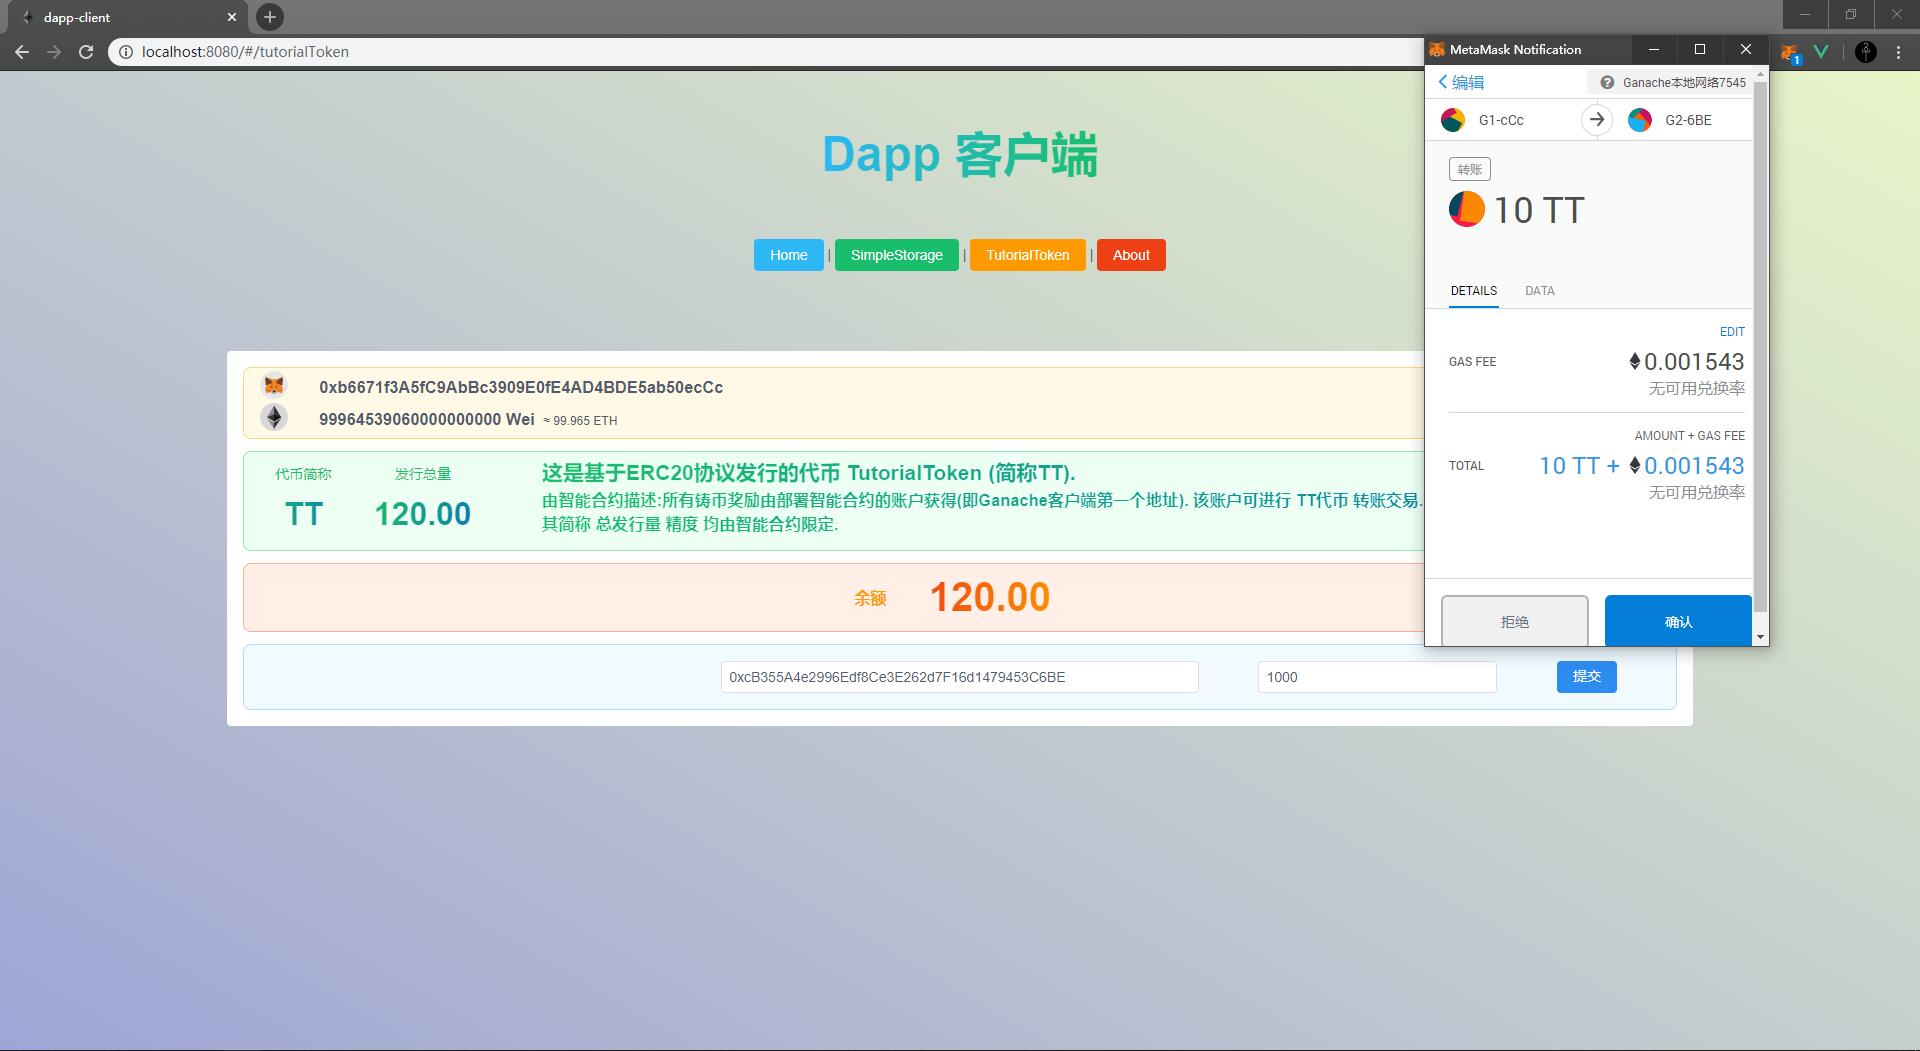 dapp-client
localhost:8080/#/tutorialToken
Dapp 客户端
Home | SimpleStorage | TutorialToken | About
0xb6671f3A5fC9AbBc3909E0fE4AD4BDE5ab50ecCc
99964539060000000000 Wei ≈ 99.965 ETH
代币简称
TT
发行总量
120.00
这是基于ERC20协议发行的代币 TutorialToken (简称TT).
由智能合约描述:所有铸币奖励由部署智能合约的账户获得(即Ganache客户端第一个地址). 该账户可进行 TT代币 转账交易.
其简称 总发行量 精度 均由智能合约限定.
余额 120.00
0xcB355A4e2996Edf8Ce3E262d7F16d1479453C6BE
1000
提交
MetaMask Notification
1
编辑
Ganache本地网络7545
G1-cCc
G2-6BE
转账
10 TT
DETAILS
DATA
EDIT
GAS FEE
0.001543
无可用兑换率
AMOUNT + GAS FEE
TOTAL
10 TT + 0.001543
无可用兑换率
拒绝
确认